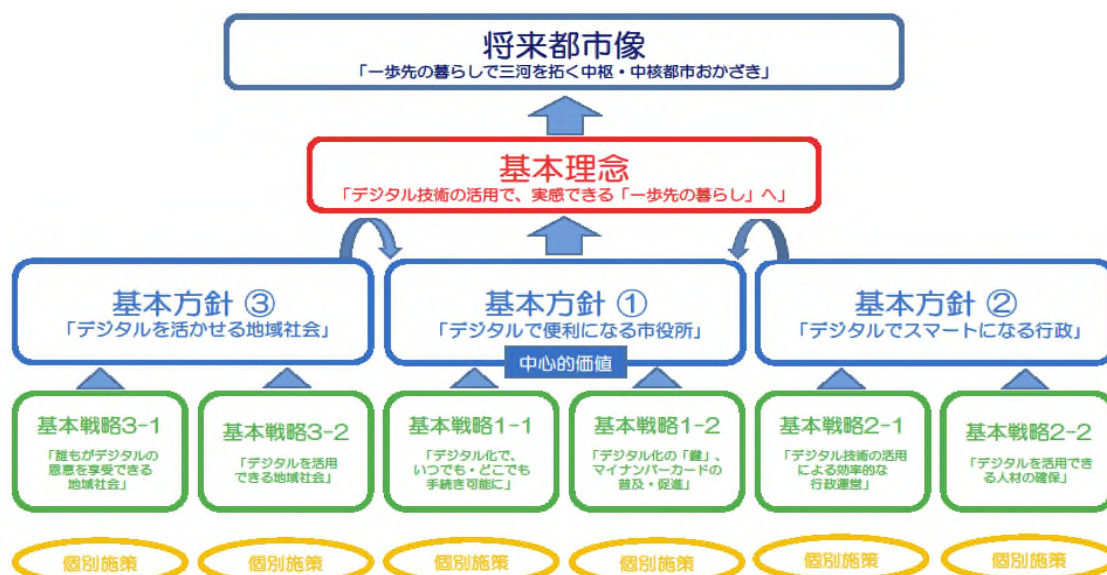 将来都市像
「一歩先の暮らしで三河を拓く中枢・中核都市おかざき」
基本理念
「デジタル技術の活用で、実感できる「一歩先の暮らし」へ」
基本方針 ③
「デジタルを活かせる地域社会」
基本方針 ①
「デジタルで便利になる市役所」
中心的価値
基本方針 ②
「デジタルでスマートになる行政」
基本戦略3-1
「誰もがデジタルの
恩恵を享受できる
地域社会」
基本戦略3-2
「デジタルを活用
できる地域社会」
基本戦略1-1
「デジタル化で、
いつでも・どこでも
手続き可能に」
基本戦略1-2
「デジタル化の「鍵」、
マイナンバーカードの
普及・促進」
基本戦略2-1
「デジタル技術の活用
による効率的な
行政運営」
基本戦略2-2
「デジタルを活用でき
る人材の確保」
個別施策
個別施策
個別施策
個別施策
個別施策
個別施策